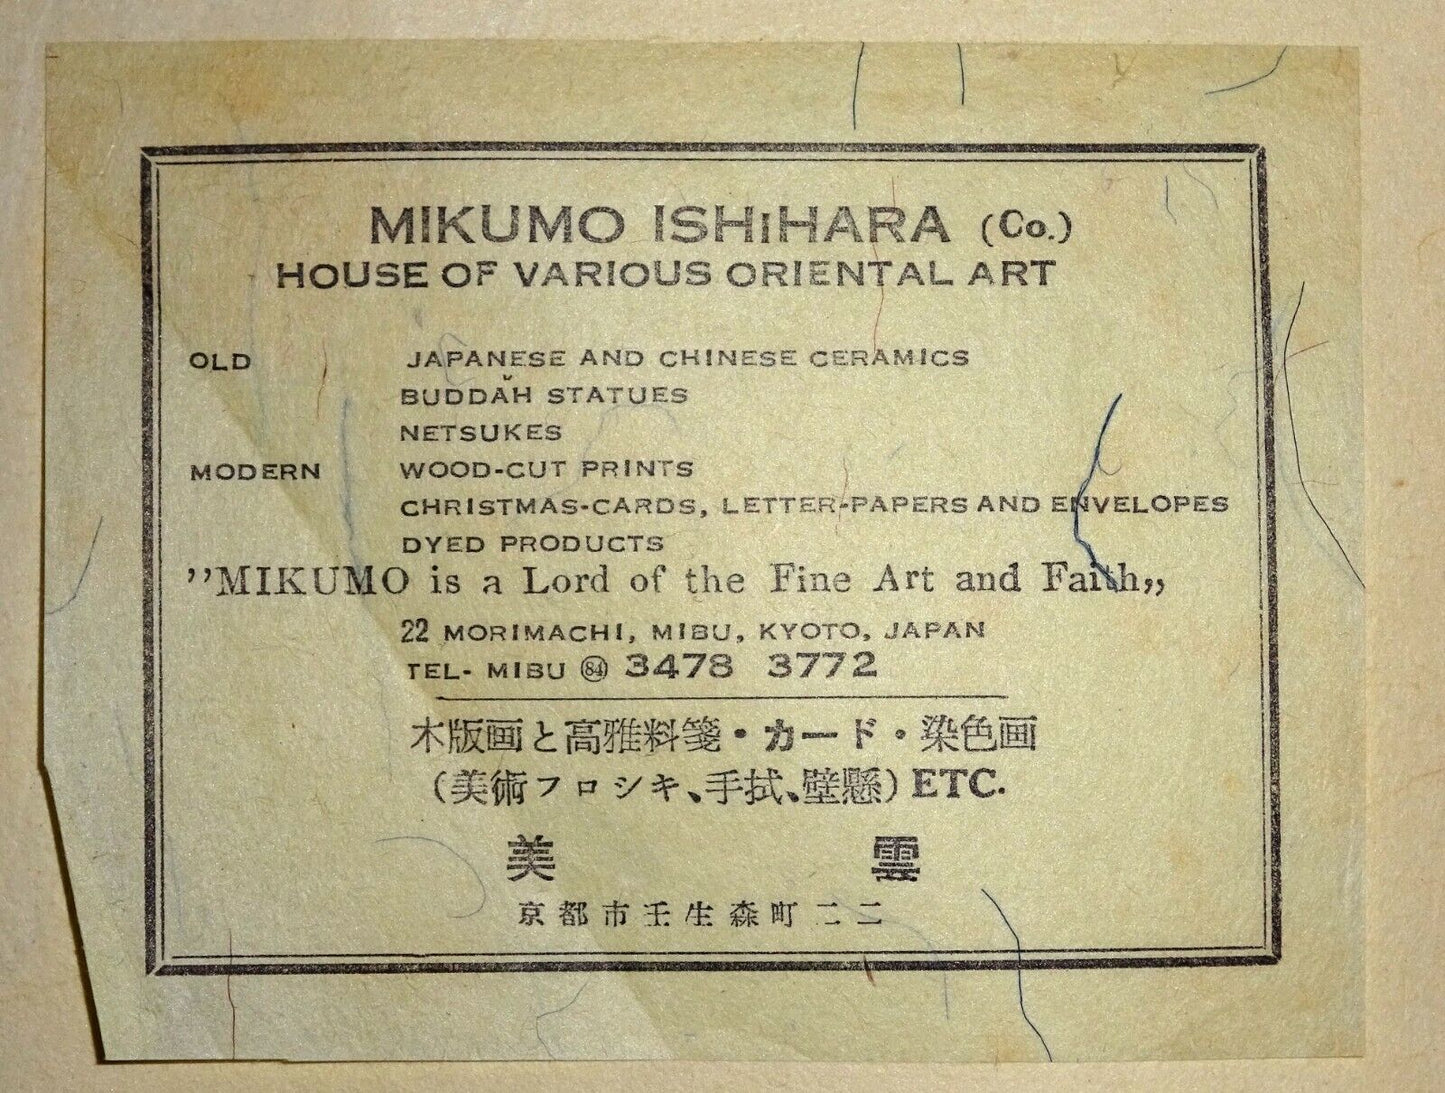 MIKUMO ISHiHARA (Co.)
HOUSE OF VARIOUS ORIENTAL ART
OLD JAPANESE AND CHINESE CERAMICS
BUDDAH STATUES
NETSUKES
MODERN WOOD-CUT PRINTS
CHRISTMAS-CARDS, LETTER-PAPERS AND ENVELOPES
DYED PRODUCTS
”MIKUMO is a Lord of the Fine Art and Faith„
22 MORIMACHI, MIBU, KYOTO, JAPAN
TEL- MIBU ㊹ 3478 3772
木版画と高雅料箋・カード・染色画
(美術フロシキ、手拭、壁懸) ETC.
美雲
京都市壬生森町二二